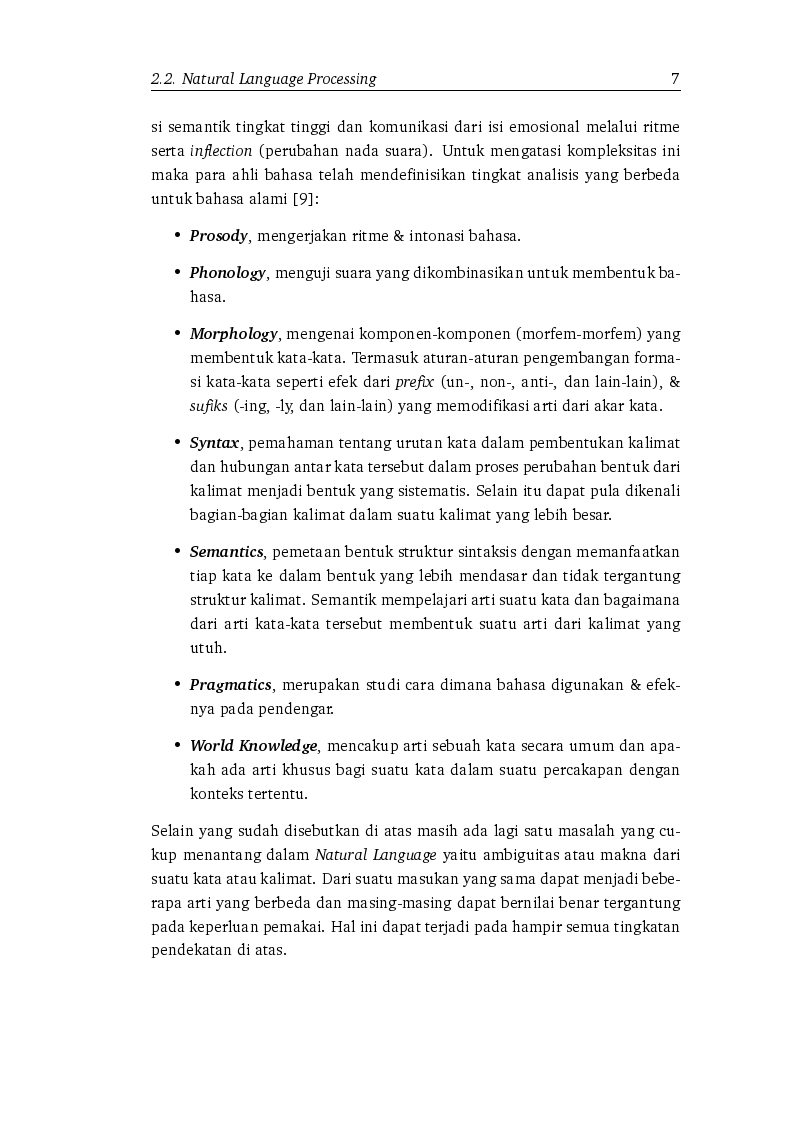 2.2. Natural Language Processing 7
si semantik tingkat tinggi dan komunikasi dari isi emosional melalui ritme
serta inflection (perubahan nada suara). Untuk mengatasi kompleksitas ini
maka para ahli bahasa telah mendefinisikan tingkat analisis yang berbeda
untuk bahasa alami [9]:
• Prosody, mengerjakan ritme & intonasi bahasa.
• Phonology, menguji suara yang dikombinasikan untuk membentuk ba-
hasa.
• Morphology, mengenai komponen-komponen (morfem-morfem) yang
membentuk kata-kata. Termasuk aturan-aturan pengembangan forma-
si kata-kata seperti efek dari prefix (un-, non-, anti-, dan lain-lain), &
sufiks (-ing, -ly, dan lain-lain) yang memodifikasi arti dari akar kata.
• Syntax, pemahaman tentang urutan kata dalam pembentukan kalimat
dan hubungan antar kata tersebut dalam proses perubahan bentuk dari
kalimat menjadi bentuk yang sistematis. Selain itu dapat pula dikenali
bagian-bagian kalimat dalam suatu kalimat yang lebih besar.
• Semantics, pemetaan bentuk struktur sintaksis dengan memanfaatkan
tiap kata ke dalam bentuk yang lebih mendasar dan tidak tergantung
struktur kalimat. Semantik mempelajari arti suatu kata dan bagaimana
dari arti kata-kata tersebut membentuk suatu arti dari kalimat yang
utuh.
• Pragmatics, merupakan studi cara dimana bahasa digunakan & efek-
nya pada pendengar.
• World Knowledge, mencakup arti sebuah kata secara umum dan apa-
kah ada arti khusus bagi suatu kata dalam suatu percakapan dengan
konteks tertentu.
Selain yang sudah disebutkan di atas masih ada lagi satu masalah yang cu-
kup menantang dalam Natural Language yaitu ambiguitas atau makna dari
suatu kata atau kalimat. Dari suatu masukan yang sama dapat menjadi bebe-
rapa arti yang berbeda dan masing-masing dapat bernilai benar tergantung
pada keperluan pemakai. Hal ini dapat terjadi pada hampir semua tingkatan
pendekatan di atas.